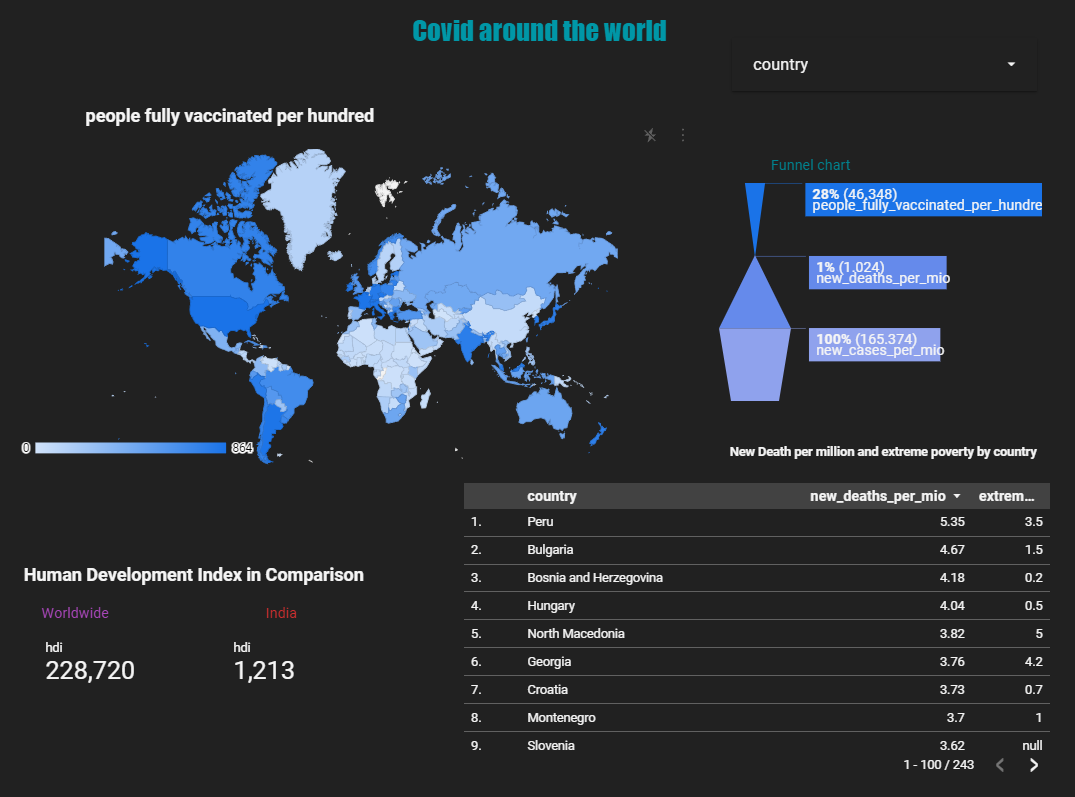 Covid around the world
country
people fully vaccinated per hundred
Funnel chart
28% (46,348)
people_fully_vaccinated_per_hundre
1% (1,024)
new_deaths_per_mio
100% (165.374)
new_cases_per_mio
0 864
New Death per million and extreme poverty by country
country new_deaths_per_mio extrem...
1. Peru 5.35 3.5
2. Bulgaria 4.67 1.5
3. Bosnia and Herzegovina 4.18 0.2
4. Hungary 4.04 0.5
5. North Macedonia 3.82 5
6. Georgia 3.76 4.2
7. Croatia 3.73 0.7
8. Montenegro 3.7 1
9. Slovenia 3.62 null
1 - 100 / 243
Human Development Index in Comparison
Worldwide India
hdi hdi
228,720 1,213